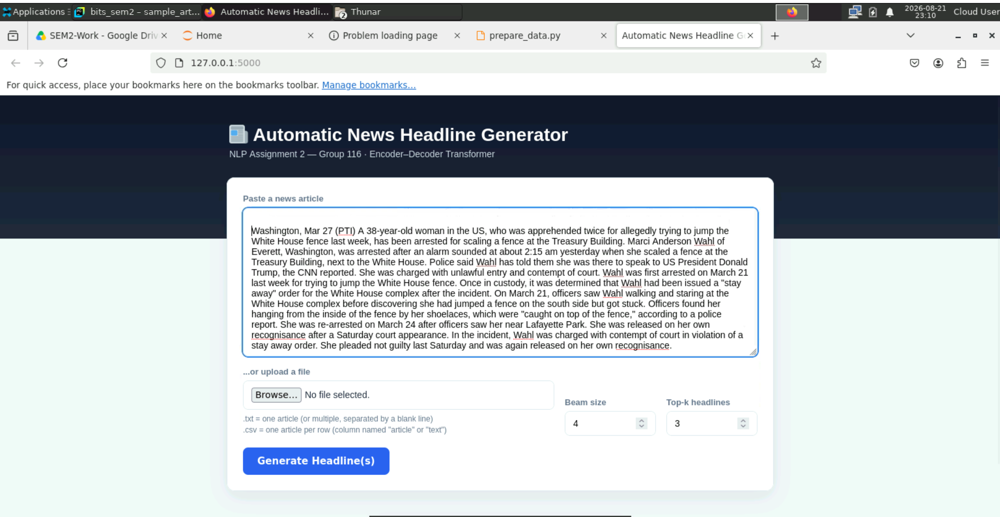 Applications
bits_sem2 – sample_art...
Automatic News Headli...
2
Thunar
2026-08-21
23:10
Cloud User
SEM2-Work - Google Driv
Home
Problem loading page
prepare_data.py
Automatic News Headline G
127.0.0.1:5000
For quick access, place your bookmarks here on the bookmarks toolbar. Manage bookmarks...
Automatic News Headline Generator
NLP Assignment 2 — Group 116 · Encoder–Decoder Transformer
Paste a news article
Washington, Mar 27 (PTI) A 38-year-old woman in the US, who was apprehended twice for allegedly trying to jump the
White House fence last week, has been arrested for scaling a fence at the Treasury Building. Marci Anderson Wahl of
Everett, Washington, was arrested after an alarm sounded at about 2:15 am yesterday when she scaled a fence at the
Treasury Building, next to the White House. Police said Wahl has told them she was there to speak to US President Donald
Trump, the CNN reported. She was charged with unlawful entry and contempt of court. Wahl was first arrested on March 21
last week for trying to jump the White House fence. Once in custody, it was determined that Wahl had been issued a "stay
away" order for the White House complex after the incident. On March 21, officers saw Wahl walking and staring at the
White House complex before discovering she had jumped a fence on the south side but got stuck. Officers found her
hanging from the inside of the fence by her shoelaces, which were "caught on top of the fence," according to a police
report. She was re-arrested on March 24 after officers saw her near Lafayette Park. She was released on her own
recognisance after a Saturday court appearance. In the incident, Wahl was charged with contempt of court in violation of a
stay away order. She pleaded not guilty last Saturday and was again released on her own recognisance.
...or upload a file
Browse... No file selected.
.txt = one article (or multiple, separated by a blank line)
.csv = one article per row (column named "article" or "text")
Beam size
4
Top-k headlines
3
Generate Headline(s)